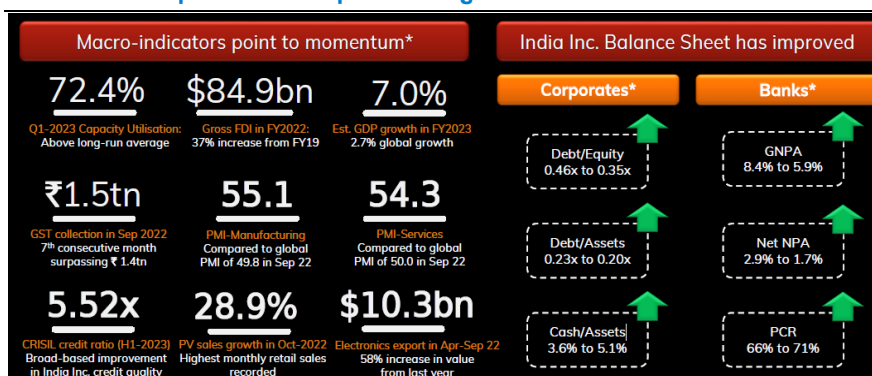 Macro-indicators point to momentum*
72.4%
Q1-2023 Capacity Utilisation:
Above long-run average
$84.9bn
Gross FDI in FY2022:
37% increase from FY19
7.0%
Est. GDP growth in FY2023
2.7% global growth
₹1.5tn
GST collection in Sep 2022
7th consecutive month
surpassing ₹ 1.4tn
55.1
PMI-Manufacturing
Compared to global
PMI of 49.8 in Sep 22
54.3
PMI-Services
Compared to global
PMI of 50.0 in Sep 22
5.52x
CRISIL credit ratio (H1-2023)
Broad-based improvement
in India Inc. credit quality
28.9%
PV sales growth in Oct-2022
Highest monthly retail sales
recorded
$10.3bn
Electronics export in Apr-Sep 22
58% increase in value
from last year
India Inc. Balance Sheet has improved
Corporates*
Debt/Equity
0.46x to 0.35x
Debt/Assets
0.23x to 0.20x
Cash/Assets
3.6% to 5.1%
Banks*
GNPA
8.4% to 5.9%
Net NPA
2.9% to 1.7%
PCR
66% to 71%